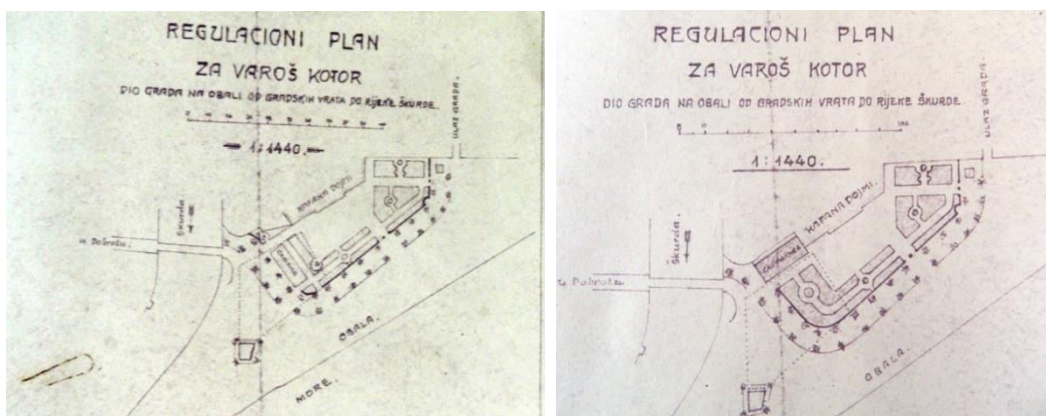 REGULACIONI PLAN
ZA VAROŠ KOTOR
DIO GRADA NA OBALI OD GRADSKIH VRATA DO RIJEKE ŠKURDE.
1:1440.
ULAZ GRADA.
KAFANA DOJMI.
Škurda.
OBALA.
MORE.
REGULACIONI PLAN
ZA VAROŠ KOTOR
DIO GRADA NA OBALI OD GRADSKIH VRATA DO RIJEKE ŠKURDE.
1:1440.
ULAZ GRADA.
KAFANA DOJMI.
Škurda.
u Dobrotu.
OBALA.